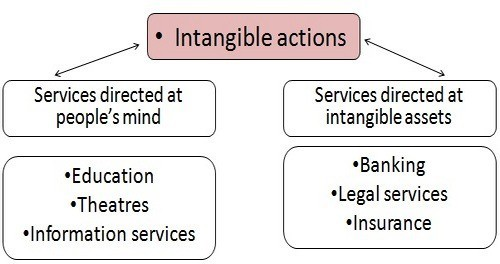 • Intangible actions
Services directed at
people's mind
Services directed at
intangible assets
•Education
•Theatres
•Information services
•Banking
•Legal services
•Insurance